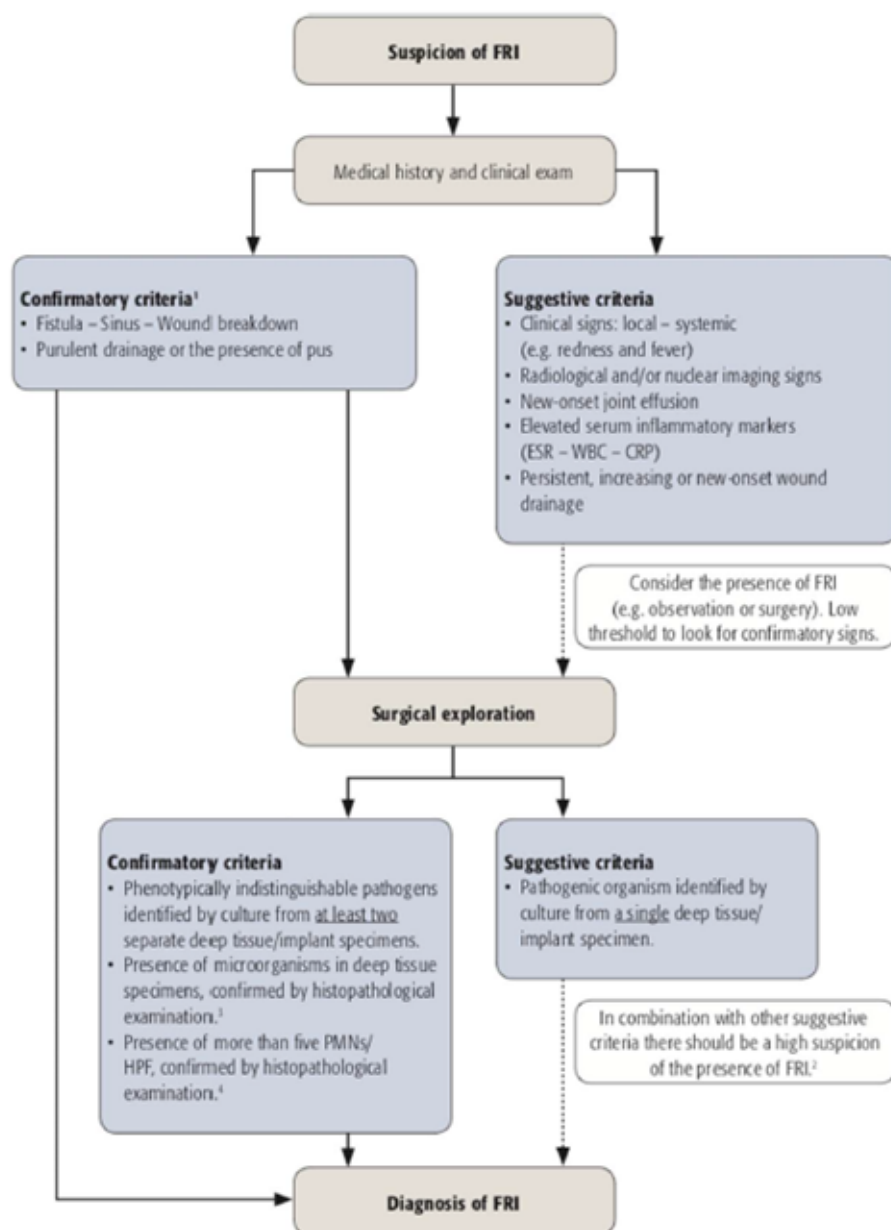 Suspicion of FRI
Medical history and clinical exam
Confirmatory criteria¹
• Fistula – Sinus – Wound breakdown
• Purulent drainage or the presence of pus
Suggestive criteria
• Clinical signs: local – systemic
(e.g. redness and fever)
• Radiological and/or nuclear imaging signs
• New-onset joint effusion
• Elevated serum inflammatory markers
(ESR – WBC – CRP)
• Persistent, increasing or new-onset wound
drainage
Consider the presence of FRI
(e.g. observation or surgery). Low
threshold to look for confirmatory signs.
Surgical exploration
Confirmatory criteria
• Phenotypically indistinguishable pathogens
identified by culture from at least two
separate deep tissue/implant specimens.
• Presence of microorganisms in deep tissue
specimens, confirmed by histopathological
examination.³
• Presence of more than five PMNs/
HPF, confirmed by histopathological
examination.⁴
Suggestive criteria
• Pathogenic organism identified by
culture from a single deep tissue/
implant specimen.
In combination with other suggestive
criteria there should be a high suspicion
of the presence of FRI.²
Diagnosis of FRI